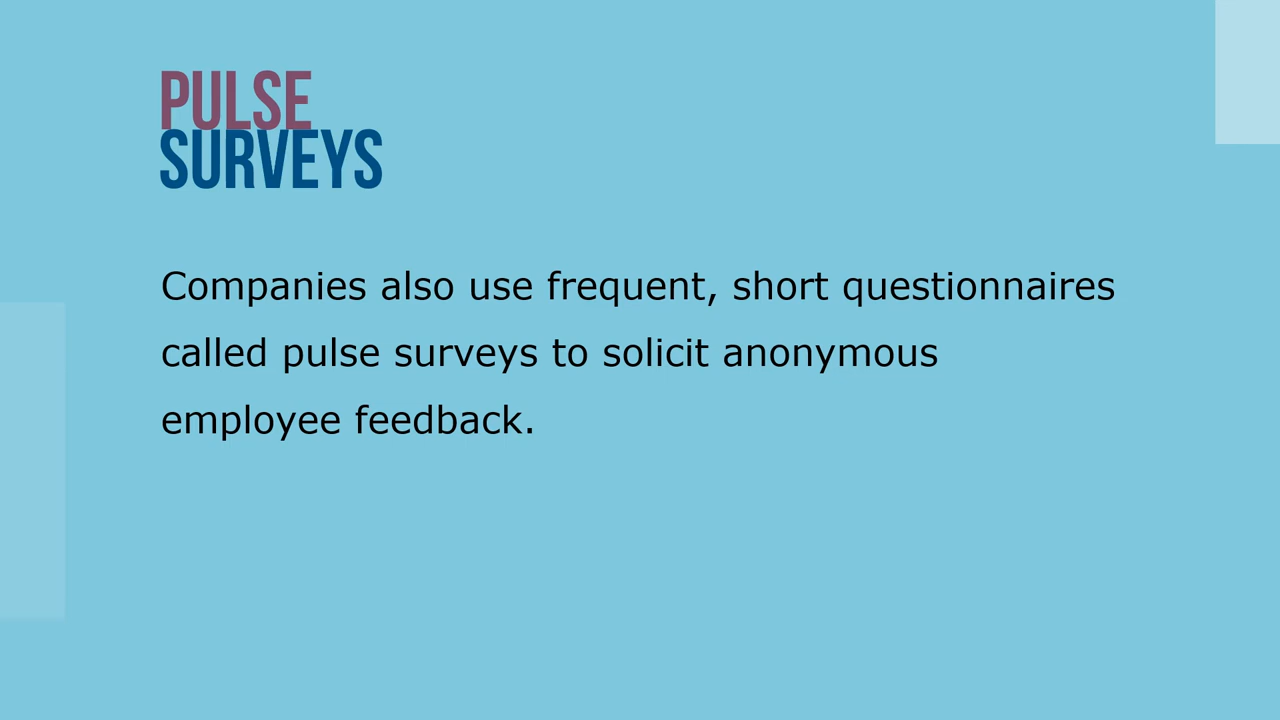 PULSE
SURVEYS
Companies also use frequent, short questionnaires
called pulse surveys to solicit anonymous
employee feedback.